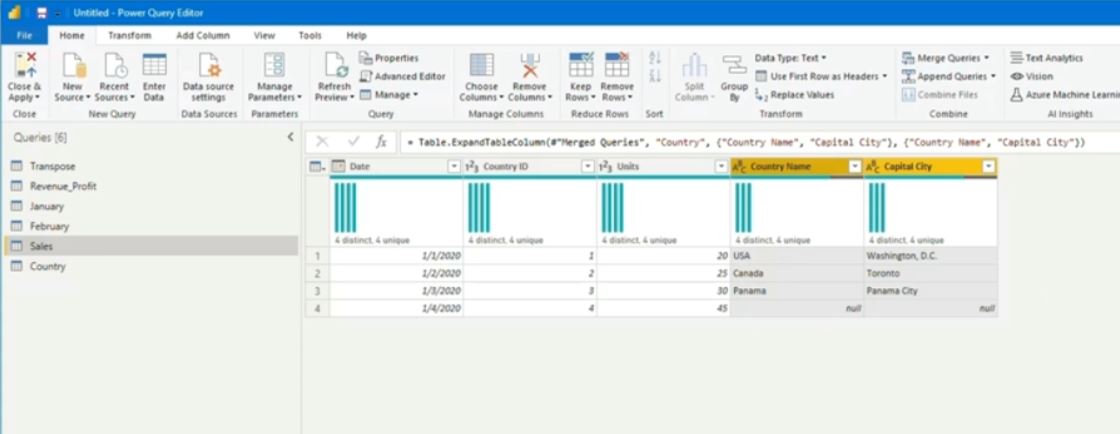 Untitled - Power Query Editor
File Home Transform Add Column View Tools Help
Close & Apply
New Source
Recent Sources
Enter Data
Data source settings
Manage Parameters
Refresh Preview
Properties
Advanced Editor
Manage
Choose Columns
Remove Columns
Keep Rows
Remove Rows
Split Column
Group By
Data Type: Text
Use First Row as Headers
Replace Values
Merge Queries
Append Queries
Combine Files
Text Analytics
Vision
Azure Machine Learnin
Close New Query Data Sources Parameters Query Manage Columns Reduce Rows Sort Transform Combine AI Insights
Queries [6]
Transpose
Revenue_Profit
January
February
Sales
Country
fx = Table.ExpandTableColumn(#"Merged Queries", "Country", {"Country Name", "Capital City"}, {"Country Name", "Capital City"})
Date 123 Country ID 123 Units ABC Country Name ABC Capital City
4 distinct, 4 unique 4 distinct, 4 unique 4 distinct, 4 unique 4 distinct, 4 unique 4 distinct, 4 unique
1 1/1/2020 1 20 USA Washington, D.C.
2 1/2/2020 2 25 Canada Toronto
3 1/3/2020 3 30 Panama Panama City
4 1/4/2020 4 45 null null